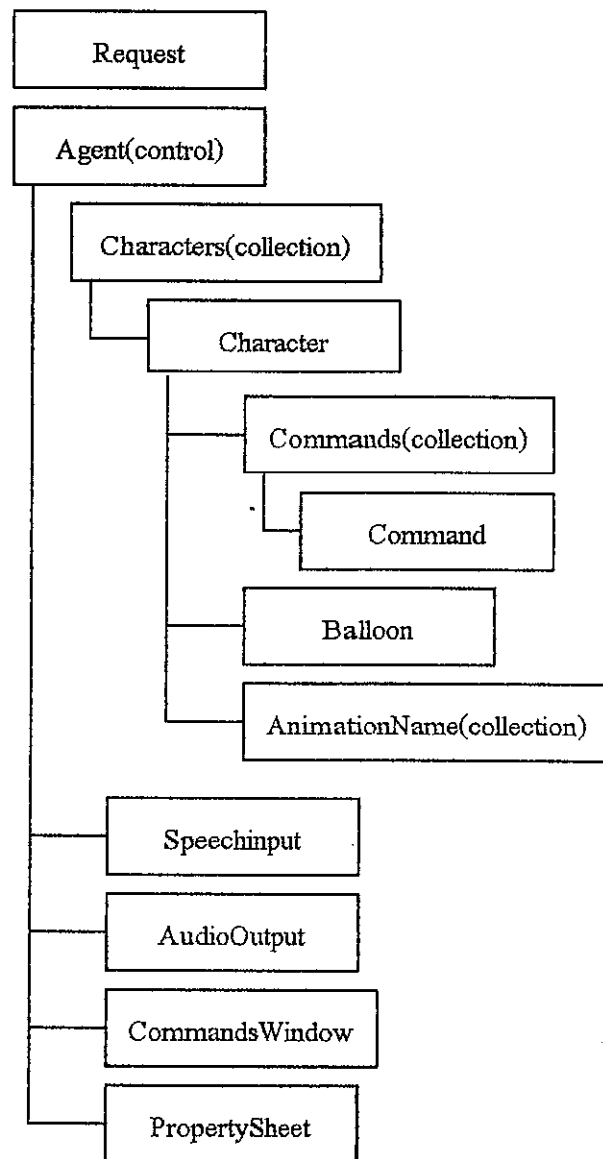 Request
Agent(control)
Characters(collection)
Character
Commands(collection)
Command
Balloon
AnimationName(collection)
Speechinput
AudioOutput
CommandsWindow
PropertySheet